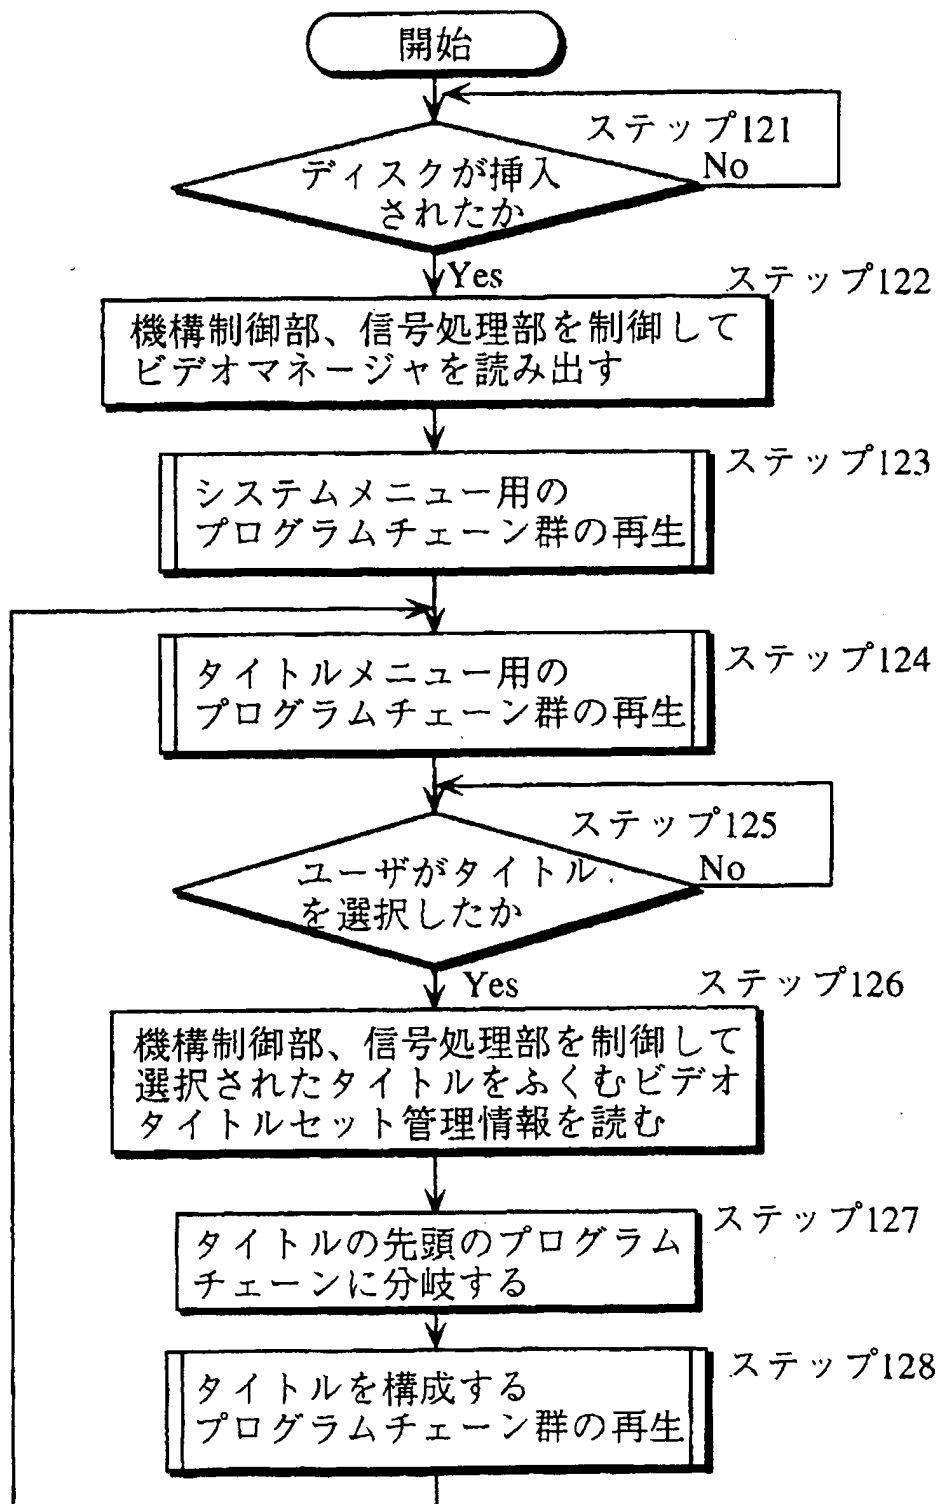 開始
ステップ121
No
ディスクが挿入
されたか
Yes
ステップ122
機構制御部、信号処理部を制御して
ビデオマネージャを読み出す
ステップ123
システムメニュー用の
プログラムチェーン群の再生
ステップ124
タイトルメニュー用の
プログラムチェーン群の再生
ステップ125
No
ユーザがタイトル
を選択したか
Yes
ステップ126
機構制御部、信号処理部を制御して
選択されたタイトルをふくむビデオ
タイトルセット管理情報を読む
ステップ127
タイトルの先頭のプログラム
チェーンに分岐する
ステップ128
タイトルを構成する
プログラムチェーン群の再生